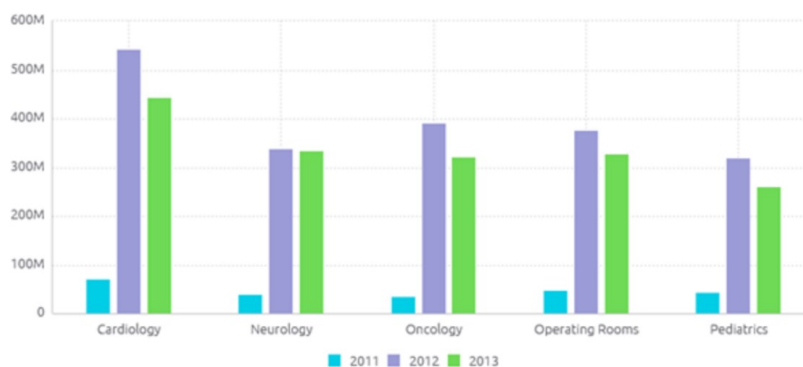 600M
500M
400M
300M
200M
100M
0
Cardiology Neurology Oncology Operating Rooms Pediatrics
2011 2012 2013